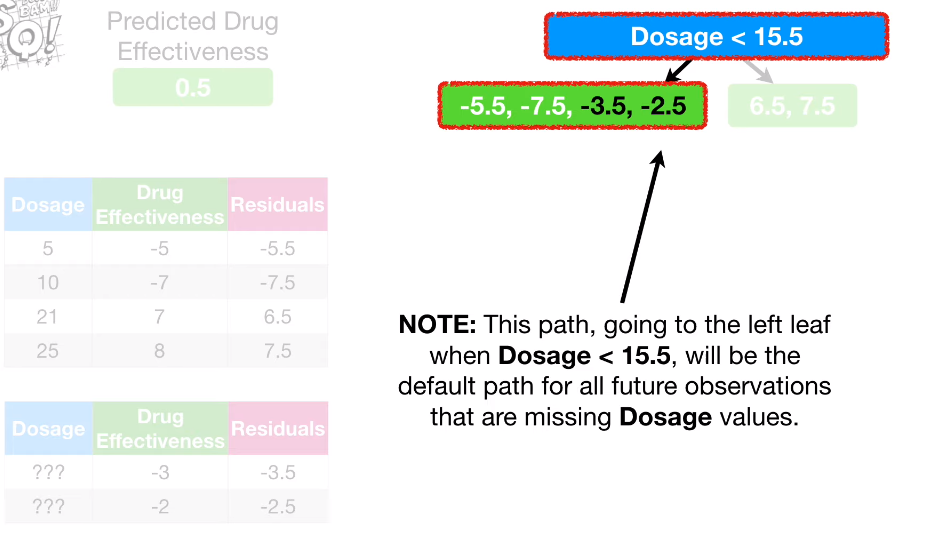 BAM!!
Predicted Drug
Effectiveness
0.5
Dosage < 15.5
-5.5, -7.5, -3.5, -2.5
6.5, 7.5
Dosage Drug Effectiveness Residuals
5 -5 -5.5
10 -7 -7.5
21 7 6.5
25 8 7.5
NOTE: This path, going to the left leaf
when Dosage < 15.5, will be the
default path for all future observations
that are missing Dosage values.
Dosage Drug Effectiveness Residuals
??? -3 -3.5
??? -2 -2.5